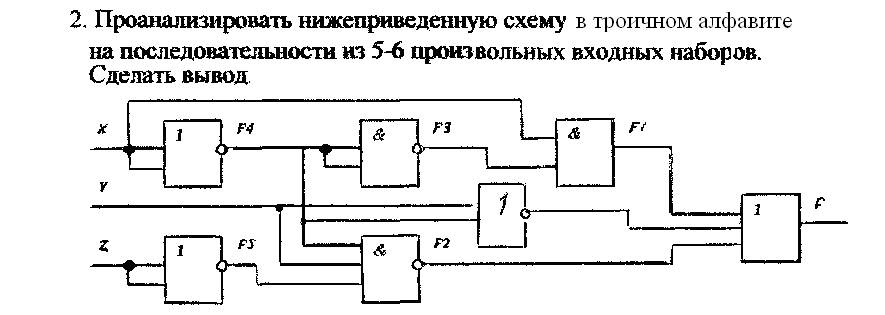 2. Проанализировать нижеприведенную схему в троичном алфавите
на последовательности из 5-6 произвольных входных наборов.
Сделать вывод.
X 1 F4 & F3 & F1
Y 1 1 F
Z 1 F5 & F2